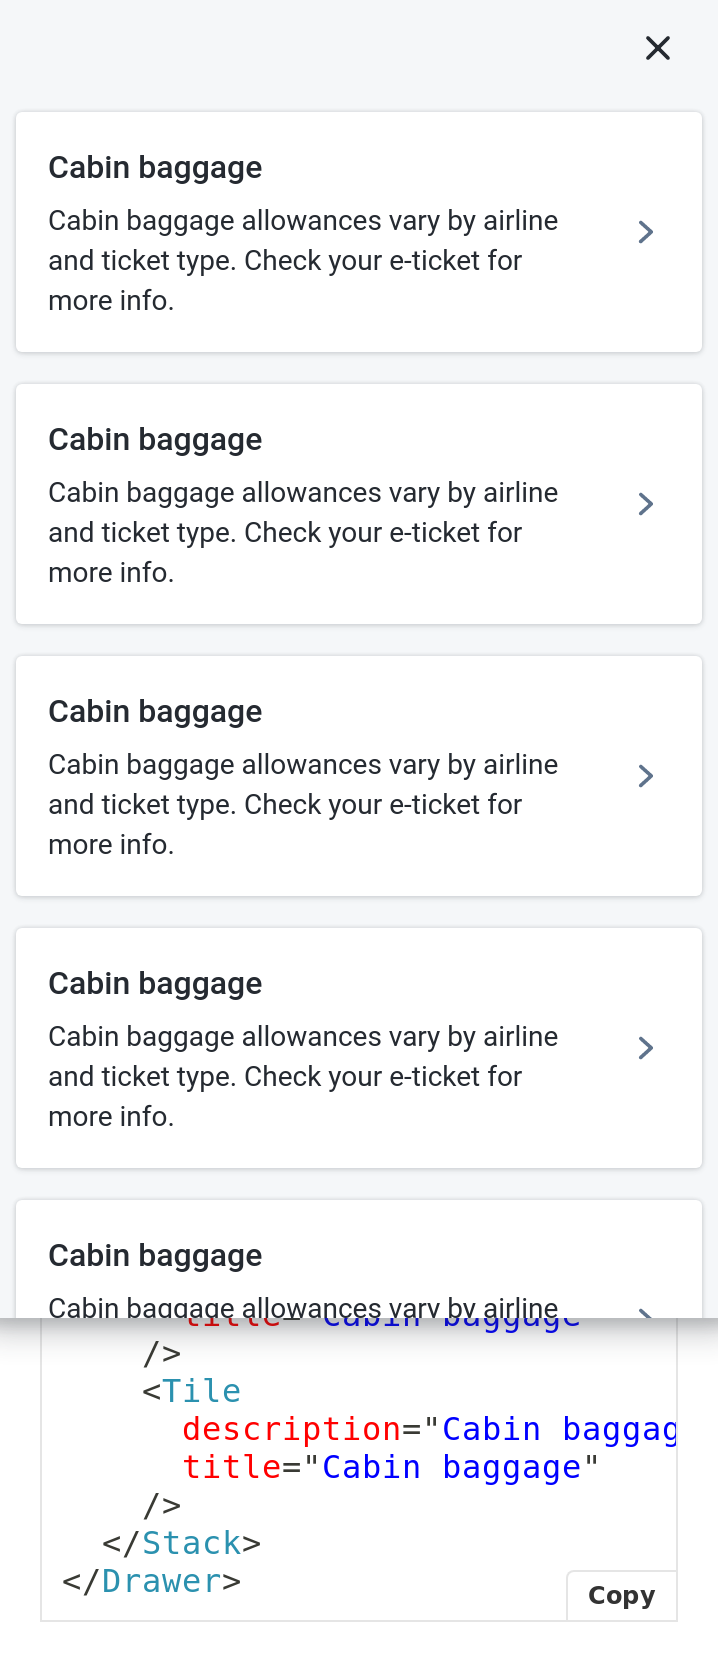 Cabin baggage
Cabin baggage allowances vary by airline
and ticket type. Check your e-ticket for
more info.
Cabin baggage
Cabin baggage allowances vary by airline
and ticket type. Check your e-ticket for
more info.
Cabin baggage
Cabin baggage allowances vary by airline
and ticket type. Check your e-ticket for
more info.
Cabin baggage
Cabin baggage allowances vary by airline
and ticket type. Check your e-ticket for
more info.
Cabin baggage
Cabin baggage allowances vary by airline
title="Cabin baggage"
/>
<Tile
description="Cabin baggag
title="Cabin baggage"
/>
</Stack>
</Drawer>
Copy